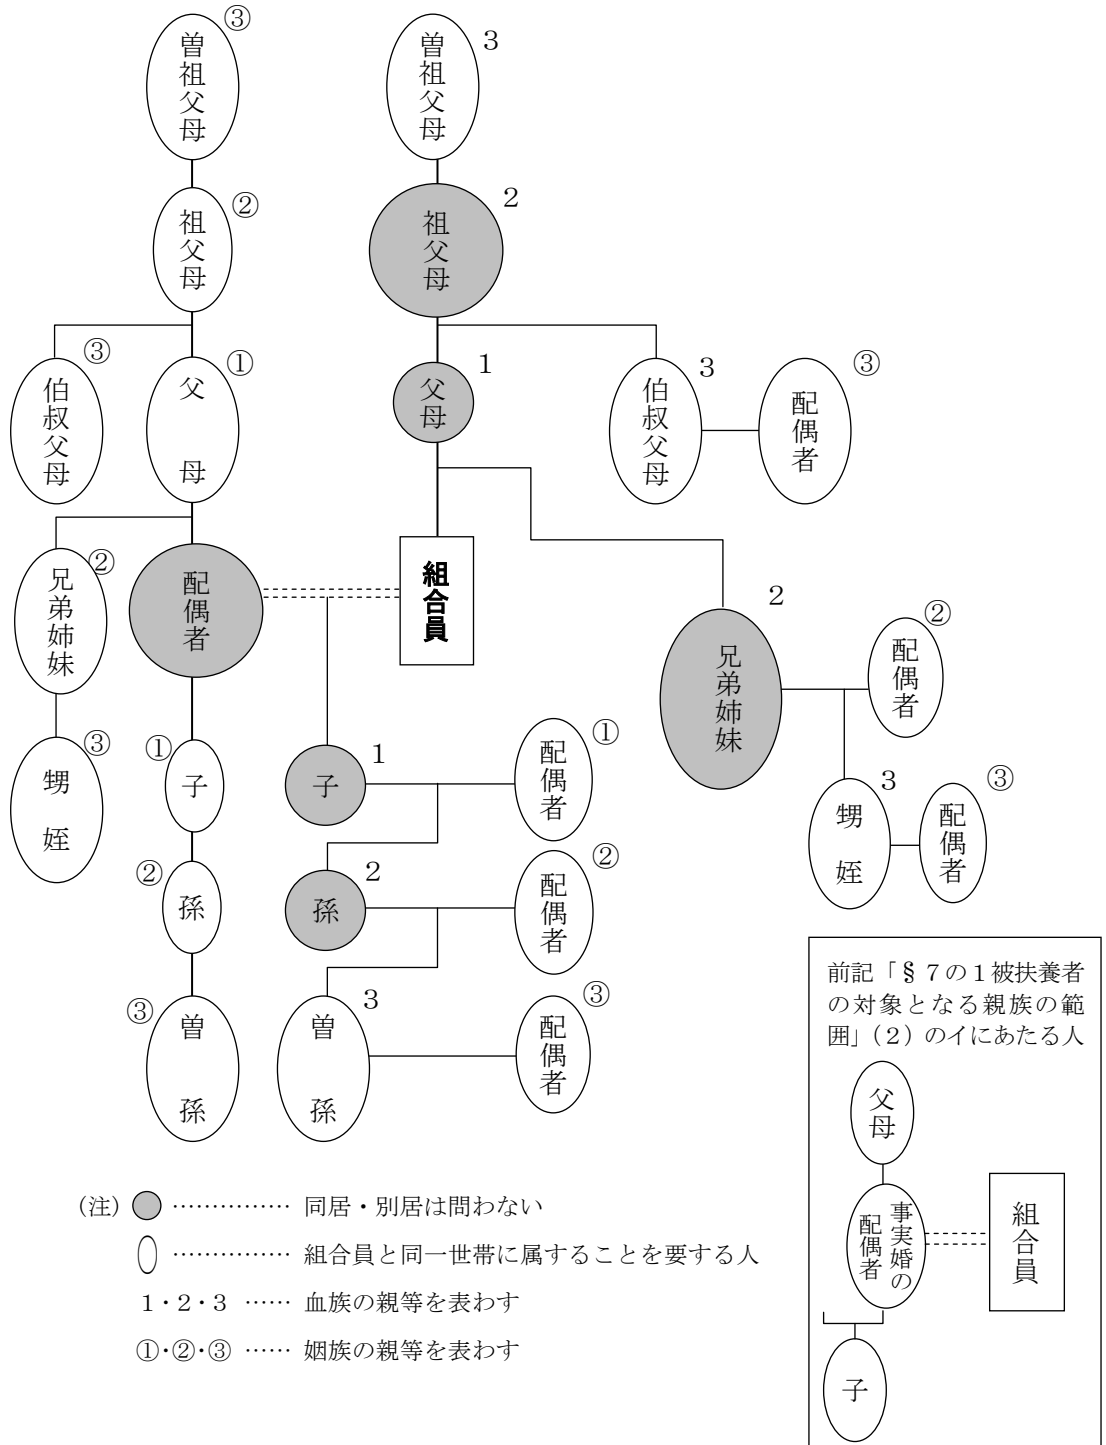 ③
曽祖父母
3
曽祖父母
②
祖父母
2
祖父母
③
伯叔父母
①
父母
1
父母
3
伯叔父母
③
配偶者
②
兄弟姉妹
配偶者
組合員
2
兄弟姉妹
②
配偶者
③
甥姪
①
子
1
子
①
配偶者
3
甥姪
③
配偶者
②
孫
2
孫
②
配偶者
③
曽孫
3
曽孫
③
配偶者
前記「§7の1被扶養者
の対象となる親族の範
囲」(2)のイにあたる人
父母
事実婚の
配偶者
組合員
子
(注) …………… 同居・別居は問わない
…………… 組合員と同一世帯に属することを要する人
1・2・3 …… 血族の親等を表わす
①・②・③ …… 姻族の親等を表わす